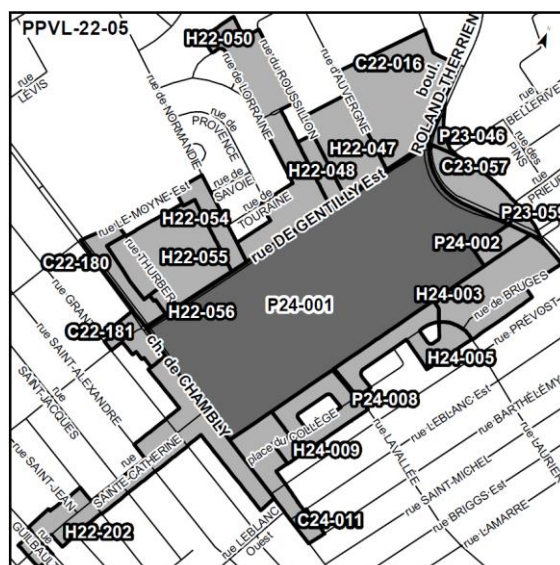 PPVL-22-05
H22-050
C22-016
rue LÉVIS
rue DE NORMANDIE
rue de LORRAINE
rue du ROUSSILLON
rue d'AUVERGNE
boul. ROLAND-THERRIEN
rue de PROVENCE
P23-046
rue BELLERIVE
rue des PINS
H22-047
C23-057
H22-048
rue de SAVOIE
rue de TOURAINE
rue PRIEUR
rue LE-MOYNE-Est
H22-054
rue DE GENTILLY Est
P23-059
P24-002
C22-180
rue THURBER
H22-055
P24-001
H24-003
rue de BRUGES
C22-181
H22-056
ch. de CHAMBLY
rue PRÉVOST
H24-005
rue SAINT-ALEXANDRE
rue SAINT-JACQUES
P24-008
rue LEBLANC-Est
rue BARTHÉLÉMY
place du COLLÈGE
H24-009
rue LAVALLÉE
rue LAURIER
rue SAINT-JEAN
rue SAINTE-CATHERINE
rue SAINT-MICHEL
rue BRIGGS-Est
rue LAMARRE
C24-011
H22-202
rue LEBLANC Ouest